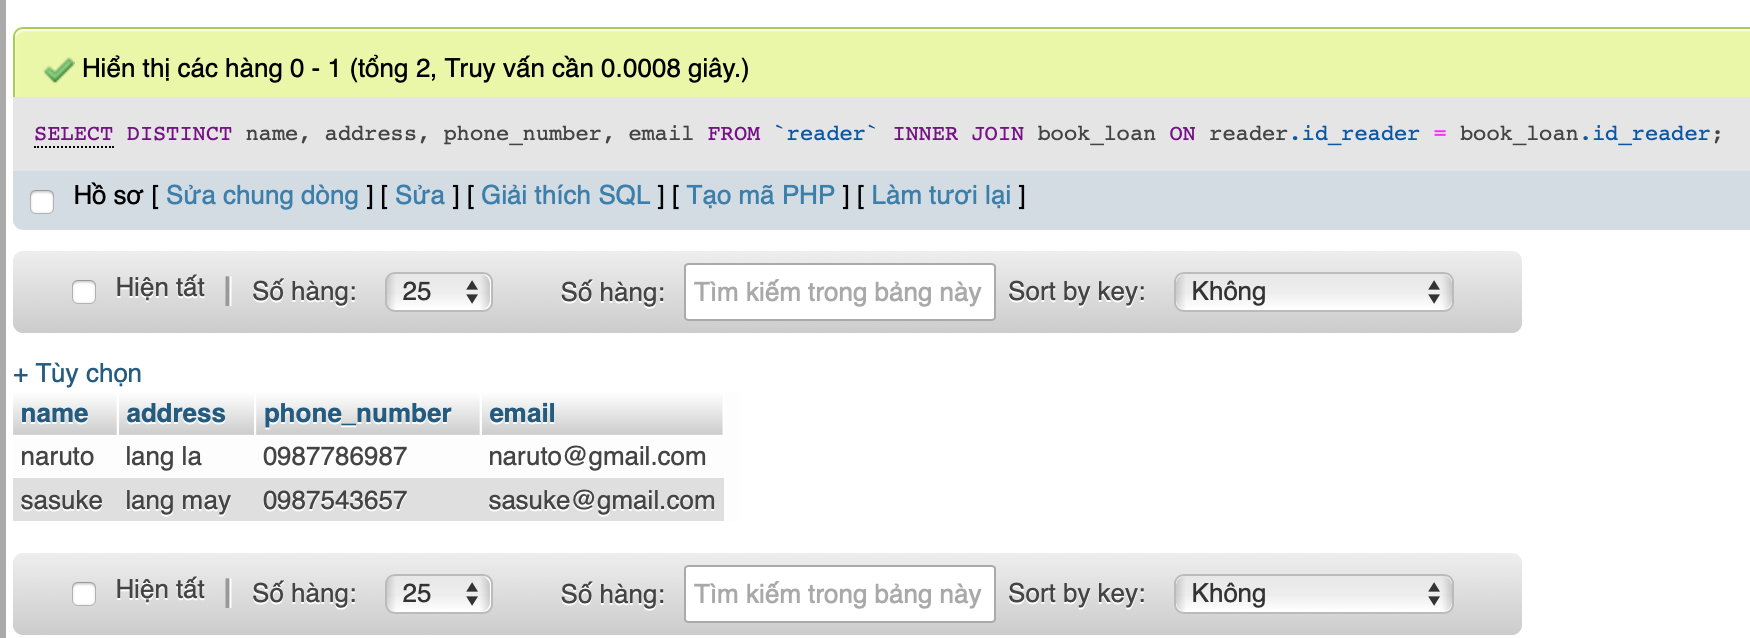 Hiển thị các hàng 0 - 1 (tổng 2, Truy vấn cần 0.0008 giây.)
SELECT DISTINCT name, address, phone_number, email FROM `reader` INNER JOIN book_loan ON reader.id_reader = book_loan.id_reader;
Hồ sơ [ Sửa chung dòng ] [ Sửa ] [ Giải thích SQL ] [ Tạo mã PHP ] [ Làm tươi lại ]
Hiện tất | Số hàng: 25 Số hàng: Tìm kiếm trong bảng này Sort by key: Không
+ Tùy chọn
name address phone_number email
naruto lang la 0987786987 naruto@gmail.com
sasuke lang may 0987543657 sasuke@gmail.com
Hiện tất | Số hàng: 25 Số hàng: Tìm kiếm trong bảng này Sort by key: Không